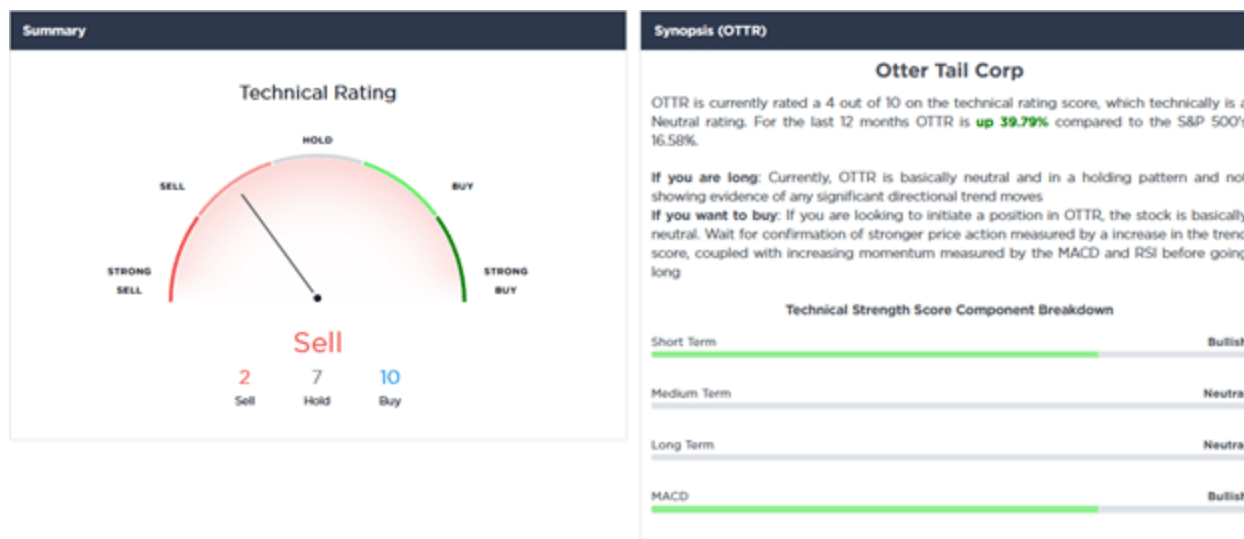 Summary
Technical Rating
HOLD
SELL
BUY
STRONG
SELL
STRONG
BUY
Sell
2 7 10
Sell Hold Buy
Synopsis (OTTR)
Otter Tail Corp
OTTR is currently rated a 4 out of 10 on the technical rating score, which technically is a
Neutral rating. For the last 12 months OTTR is up 39.79% compared to the S&P 500's
16.58%.
If you are long: Currently, OTTR is basically neutral and in a holding pattern and not
showing evidence of any significant directional trend moves
If you want to buy: If you are looking to initiate a position in OTTR, the stock is basically
neutral. Wait for confirmation of stronger price action measured by a increase in the trend
score, coupled with increasing momentum measured by the MACD and RSI before going
long
Technical Strength Score Component Breakdown
Short Term Bullish
Medium Term Neutra
Long Term Neutra
MACD Bullish